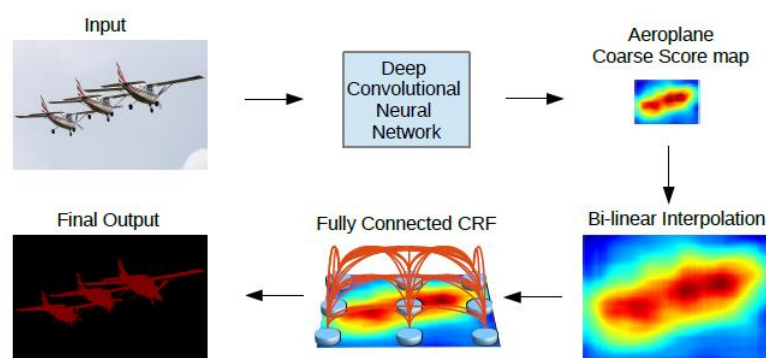 Input
Deep
Convolutional
Neural
Network
Aeroplane
Coarse Score map
Final Output
Fully Connected CRF
Bi-linear Interpolation